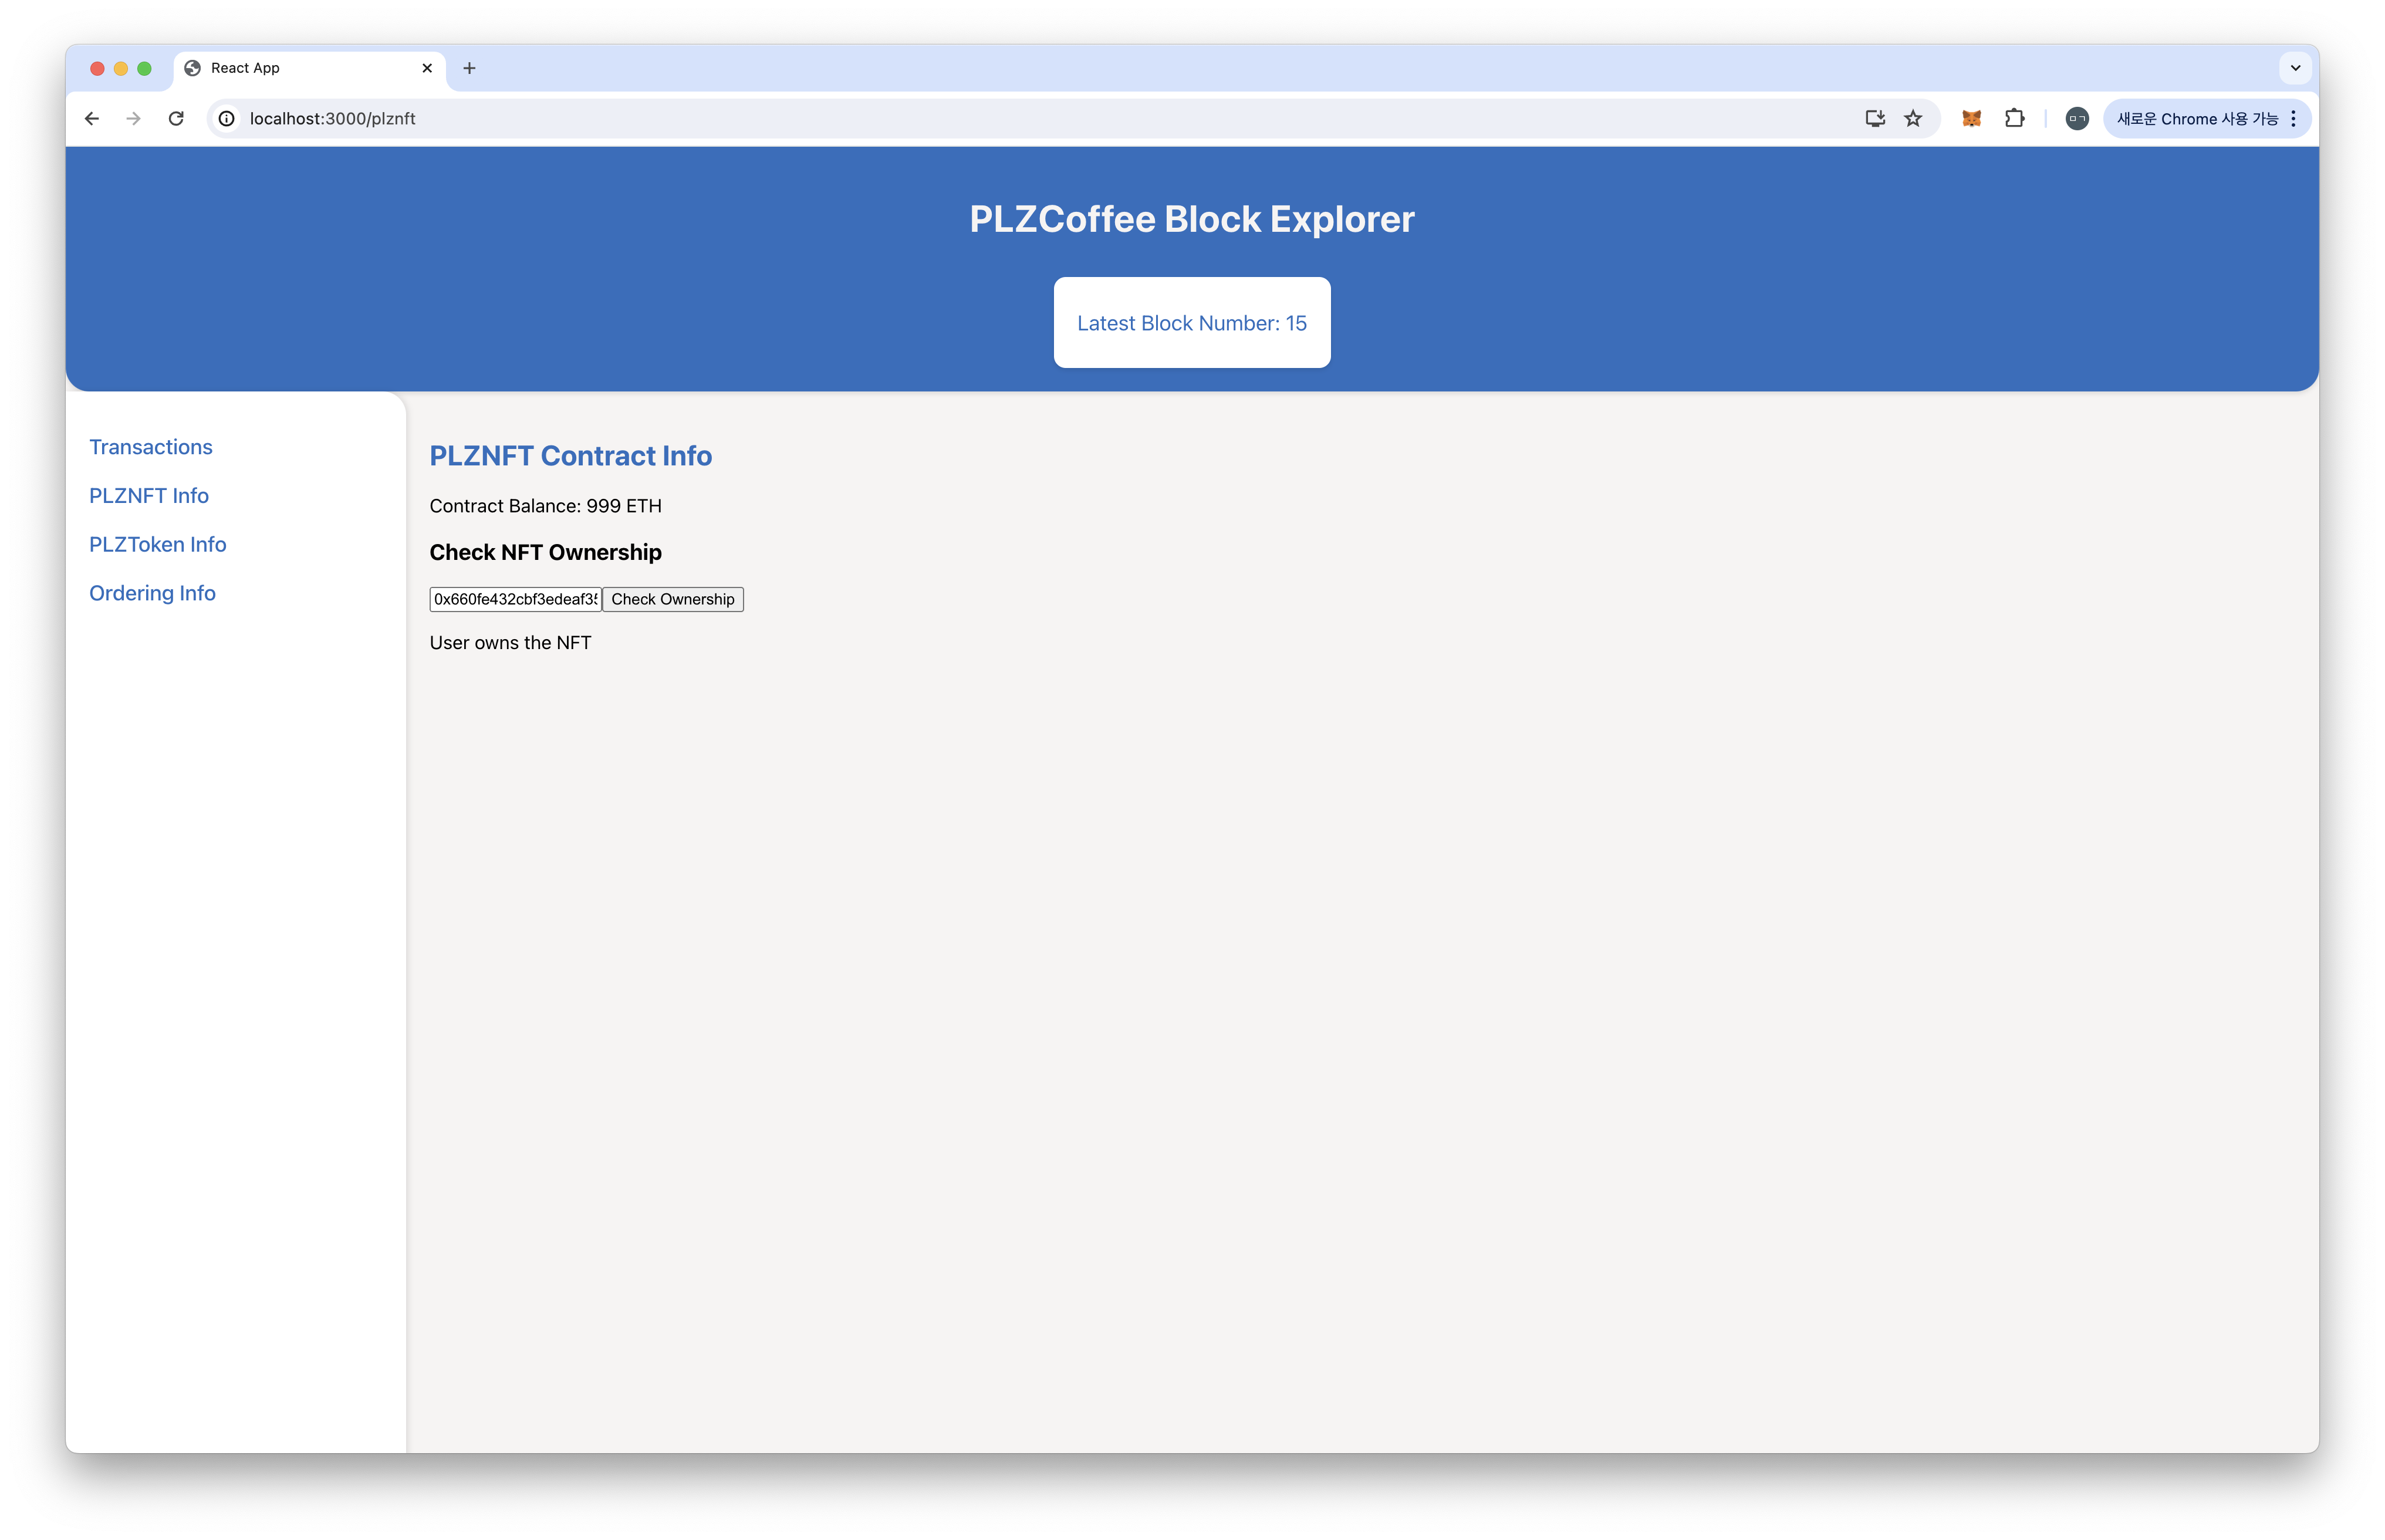 React App
localhost:3000/plznft
새로운 Chrome 사용 가능
PLZCoffee Block Explorer
Latest Block Number: 15
Transactions
PLZNFT Info
PLZToken Info
Ordering Info
PLZNFT Contract Info
Contract Balance: 999 ETH
Check NFT Ownership
0x660fe432cbf3edeaf35 Check Ownership
User owns the NFT